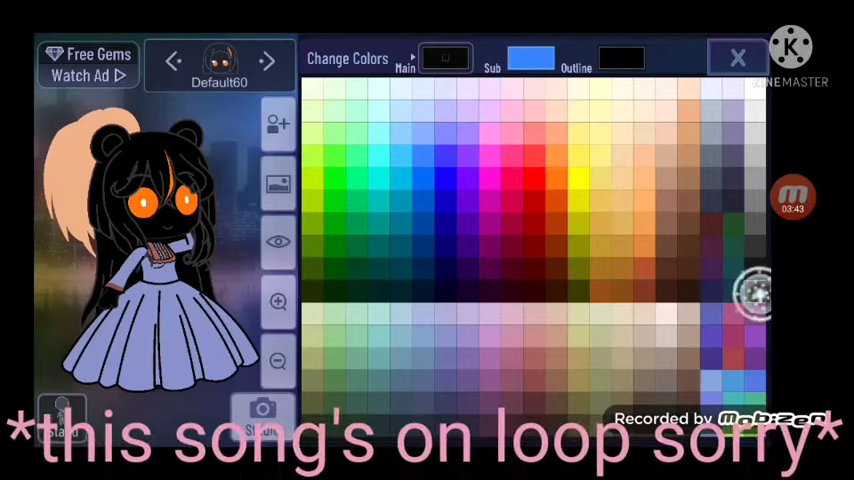 Free Gems
Watch Ad
Default60
Change Colors
Main
Sub
Outline
X
K
KINEMASTER
03:43
Stand
Recorded by MOBIZEN
*this song's on loop sorry*